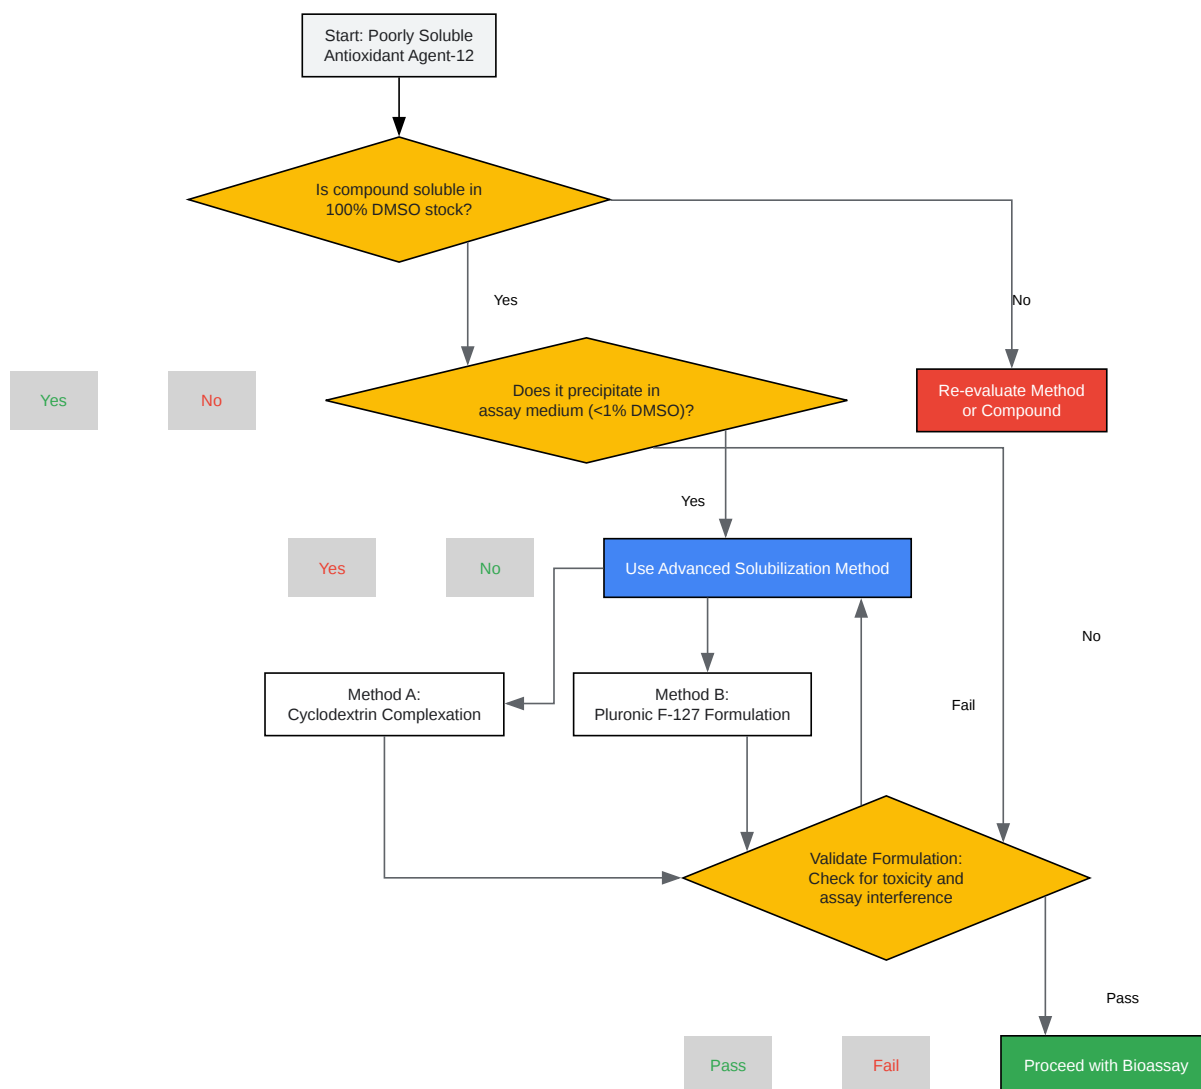 Start: Poorly Soluble
Antioxidant Agent-12
Is compound soluble in
100% DMSO stock?
Yes
No
Yes
No
Does it precipitate in
assay medium (<1% DMSO)?
Re-evaluate Method
or Compound
Yes
Yes
No
Use Advanced Solubilization Method
No
Method A:
Cyclodextrin Complexation
Method B:
Pluronic F-127 Formulation
Fail
Validate Formulation:
Check for toxicity and
assay interference
Pass
Pass
Fail
Proceed with Bioassay